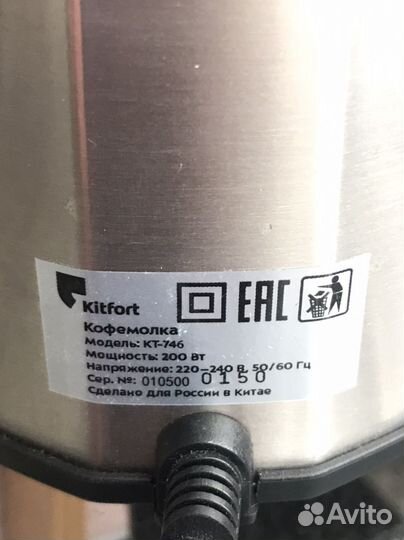 Kitfort
EAC
Кофемолка
Модель: КТ-746
Мощность: 200 Вт
Напряжение: 220–240 В, 50/60 Гц
Сер. №: 010500 0150
Сделано для России в Китае
Avito